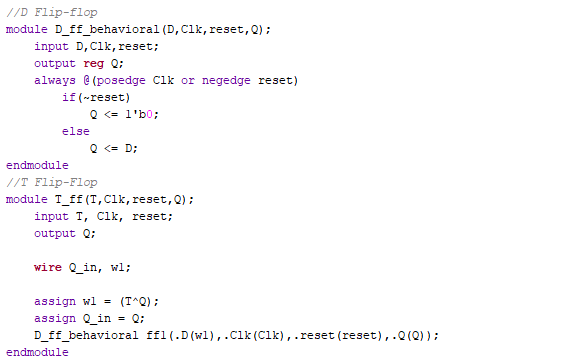 //D Flip-flop
module D_ff_behavioral(D,Clk,reset,Q);
    input D,Clk,reset;
    output reg Q;
    always @(posedge Clk or negedge reset)
        if(~reset)
            Q <= 1'b0;
        else
            Q <= D;
endmodule
//T Flip-Flop
module T_ff(T,Clk,reset,Q);
    input T, Clk, reset;
    output Q;

    wire Q_in, w1;

    assign w1 = (T^Q);
    assign Q_in = Q;
    D_ff_behavioral ff1(.D(w1),.Clk(Clk),.reset(reset),.Q(Q));
endmodule